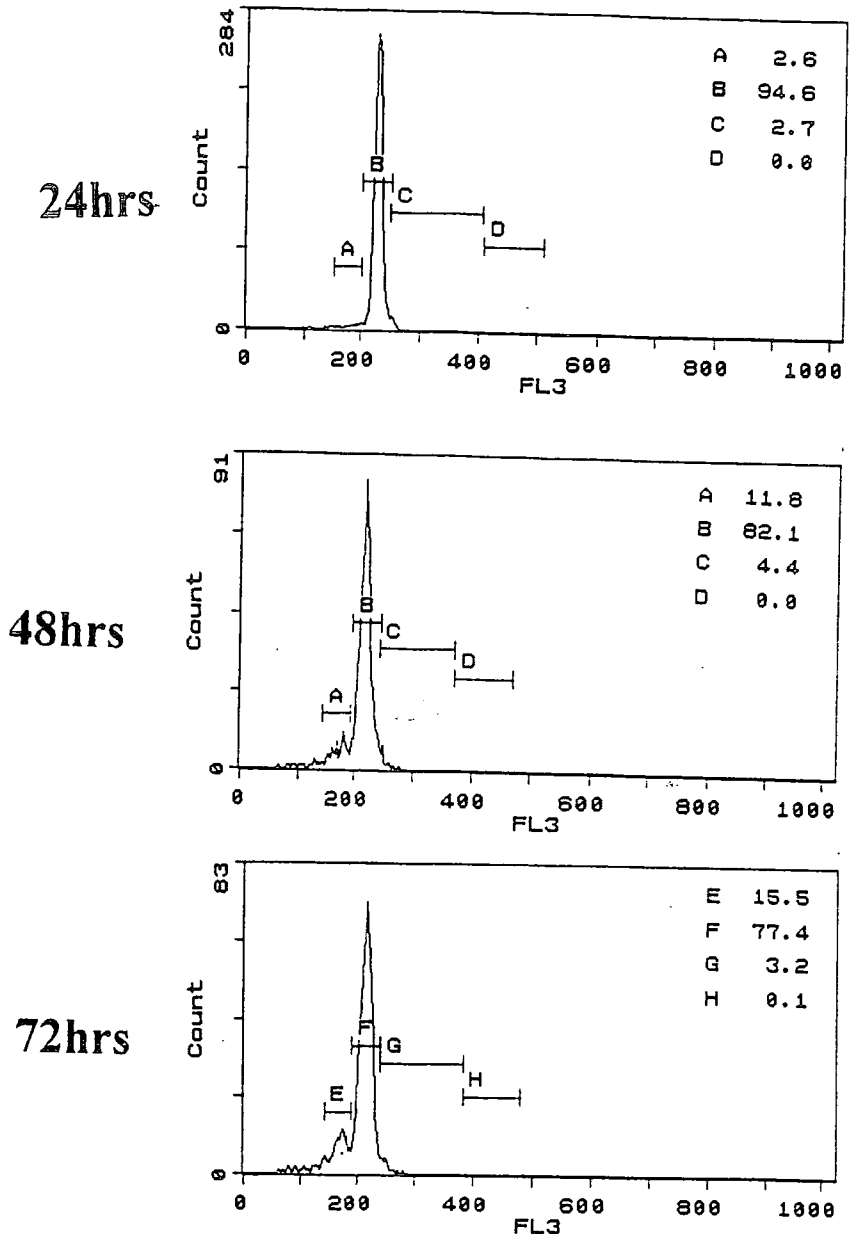 24hrs
284
Count
0
A 2.6
B 94.6
C 2.7
D 0.0
B
C
D
A
0 200 400 600 800 1000
FL3
48hrs
91
Count
0
A 11.8
B 82.1
C 4.4
D 0.0
B
C
D
A
0 200 400 600 800 1000
FL3
72hrs
83
Count
0
E 15.5
F 77.4
G 3.2
H 0.1
F
G
H
E
0 200 400 600 800 1000
FL3